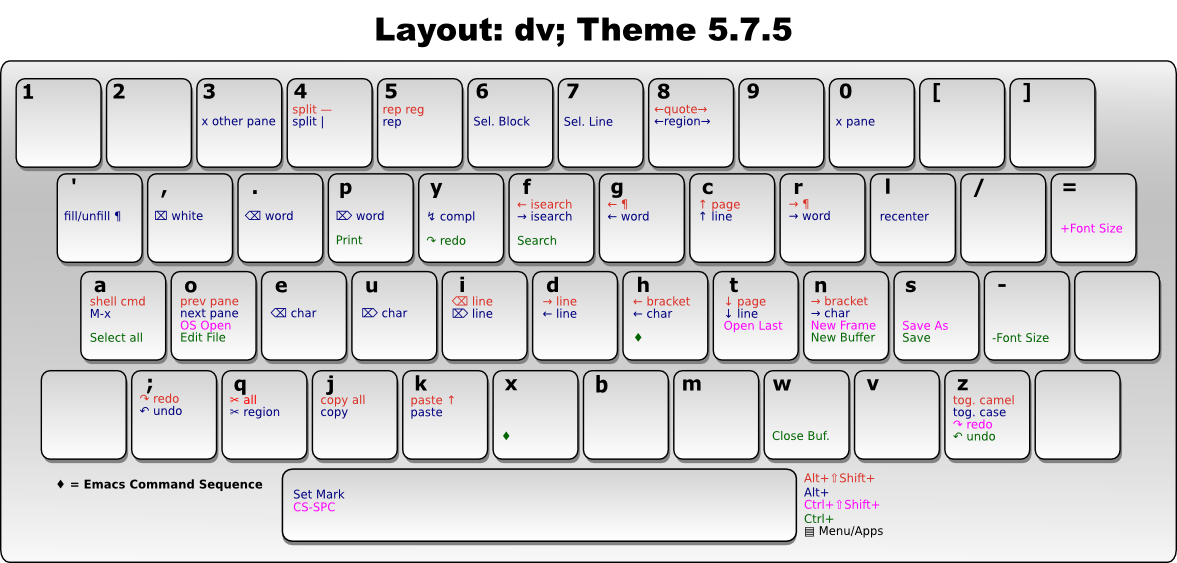 Layout: dv; Theme 5.7.5
1
2
3
x other pane
4
split —
split |
5
rep reg
rep
6
Sel. Block
7
Sel. Line
8
←quote→
←region→
9
0
x pane
[
]
'
fill/unfill ¶
,
⌧ white
.
⌫ word
p
⌦ word
Print
y
↯ compl
↷ redo
f
← isearch
→ isearch
Search
g
← ¶
← word
c
↑ page
↑ line
r
→ ¶
→ word
l
recenter
/
=
+Font Size
a
shell cmd
M-x
Select all
o
prev pane
next pane
OS Open
Edit File
e
⌫ char
u
⌦ char
i
⌫ line
⌦ line
d
→ line
← line
h
← bracket
← char
♦
t
↓ page
↓ line
Open Last
n
→ bracket
→ char
New Frame
New Buffer
s
Save As
Save
-
-Font Size
;
↷ redo
↶ undo
q
✂ all
✂ region
j
copy all
copy
k
paste ↑
paste
x
♦
b
m
w
Close Buf.
v
z
tog. camel
tog. case
↷ redo
↶ undo
♦ = Emacs Command Sequence
Set Mark
CS-SPC
Alt+⇧Shift+
Alt+
Ctrl+⇧Shift+
Ctrl+
▤ Menu/Apps